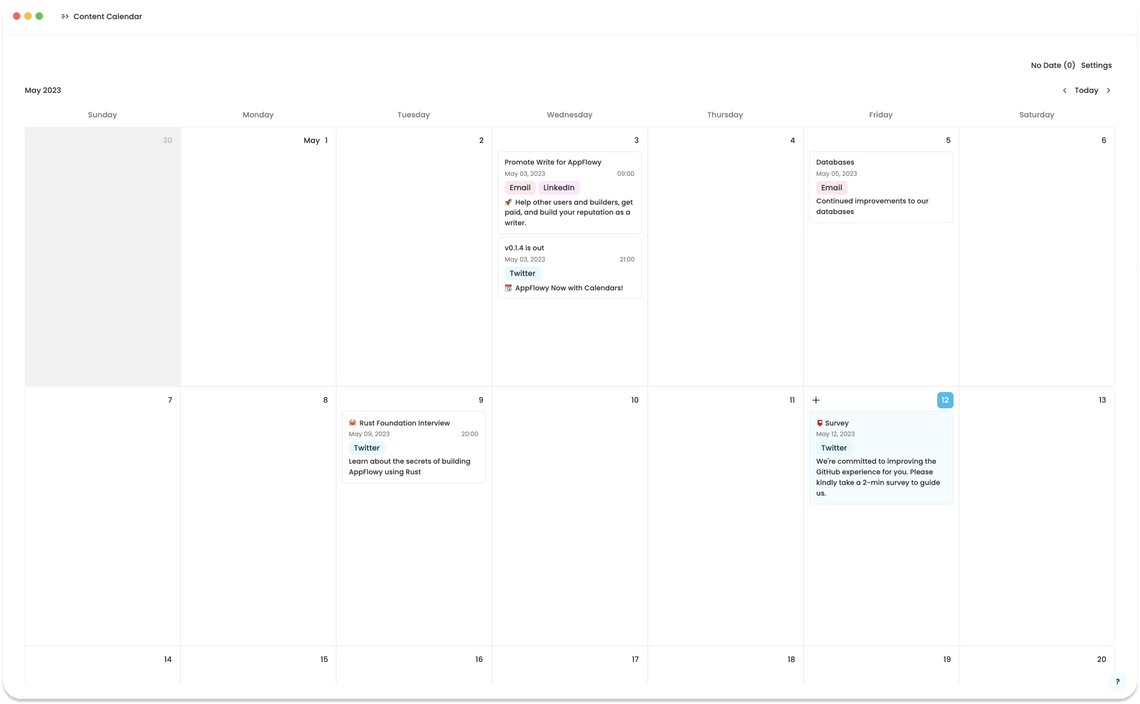 Content Calendar
No Date (0) Settings
May 2023
Today
Sunday Monday Tuesday Wednesday Thursday Friday Saturday
30 May 1 2 3 4 5 6
Promote Write for AppFlowy
May 03, 2023 09:00
Email LinkedIn
🚀 Help other users and builders, get
paid, and build your reputation as a
writer.
v0.1.4 is out
May 03, 2023 21:00
Twitter
📆 AppFlowy Now with Calendars!
Databases
May 05, 2023
Email
Continued improvements to our
databases
7 8 9 10 11 + 12 13
Rust Foundation Interview
May 09, 2023 20:00
Twitter
Learn about the secrets of building
AppFlowy using Rust
Survey
May 12, 2023
Twitter
We're committed to improving the
GitHub experience for you. Please
kindly take a 2-min survey to guide
us.
14 15 16 17 18 19 20
?